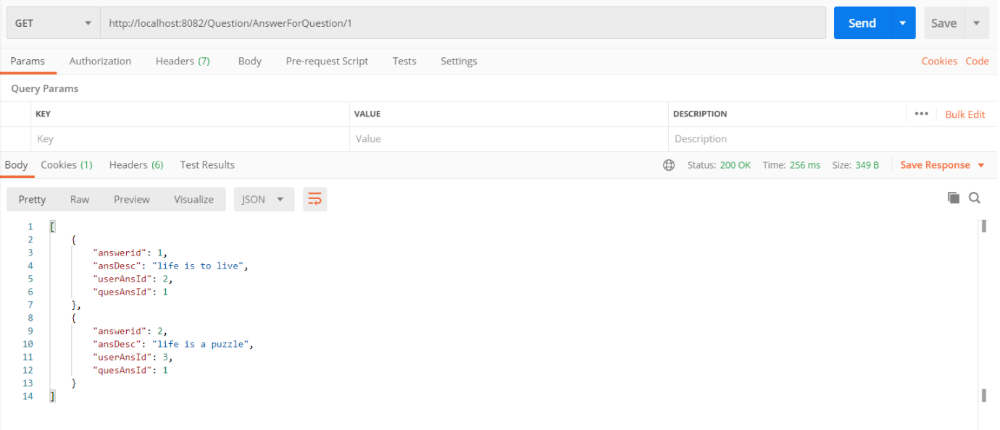 GET http://localhost:8082/Question/AnswerForQuestion/1 Send Save
Params Authorization Headers (7) Body Pre-request Script Tests Settings Cookies Code
Query Params
KEY VALUE DESCRIPTION ••• Bulk Edit
Key Value Description
Body Cookies (1) Headers (6) Test Results Status: 200 OK Time: 256 ms Size: 349 B Save Response
Pretty Raw Preview Visualize JSON
1 [
2 {
3 "answerid": 1,
4 "ansDesc": "life is to live",
5 "userAnsId": 2,
6 "quesAnsId": 1
7 },
8 {
9 "answerid": 2,
10 "ansDesc": "life is a puzzle",
11 "userAnsId": 3,
12 "quesAnsId": 1
13 }
14 ]